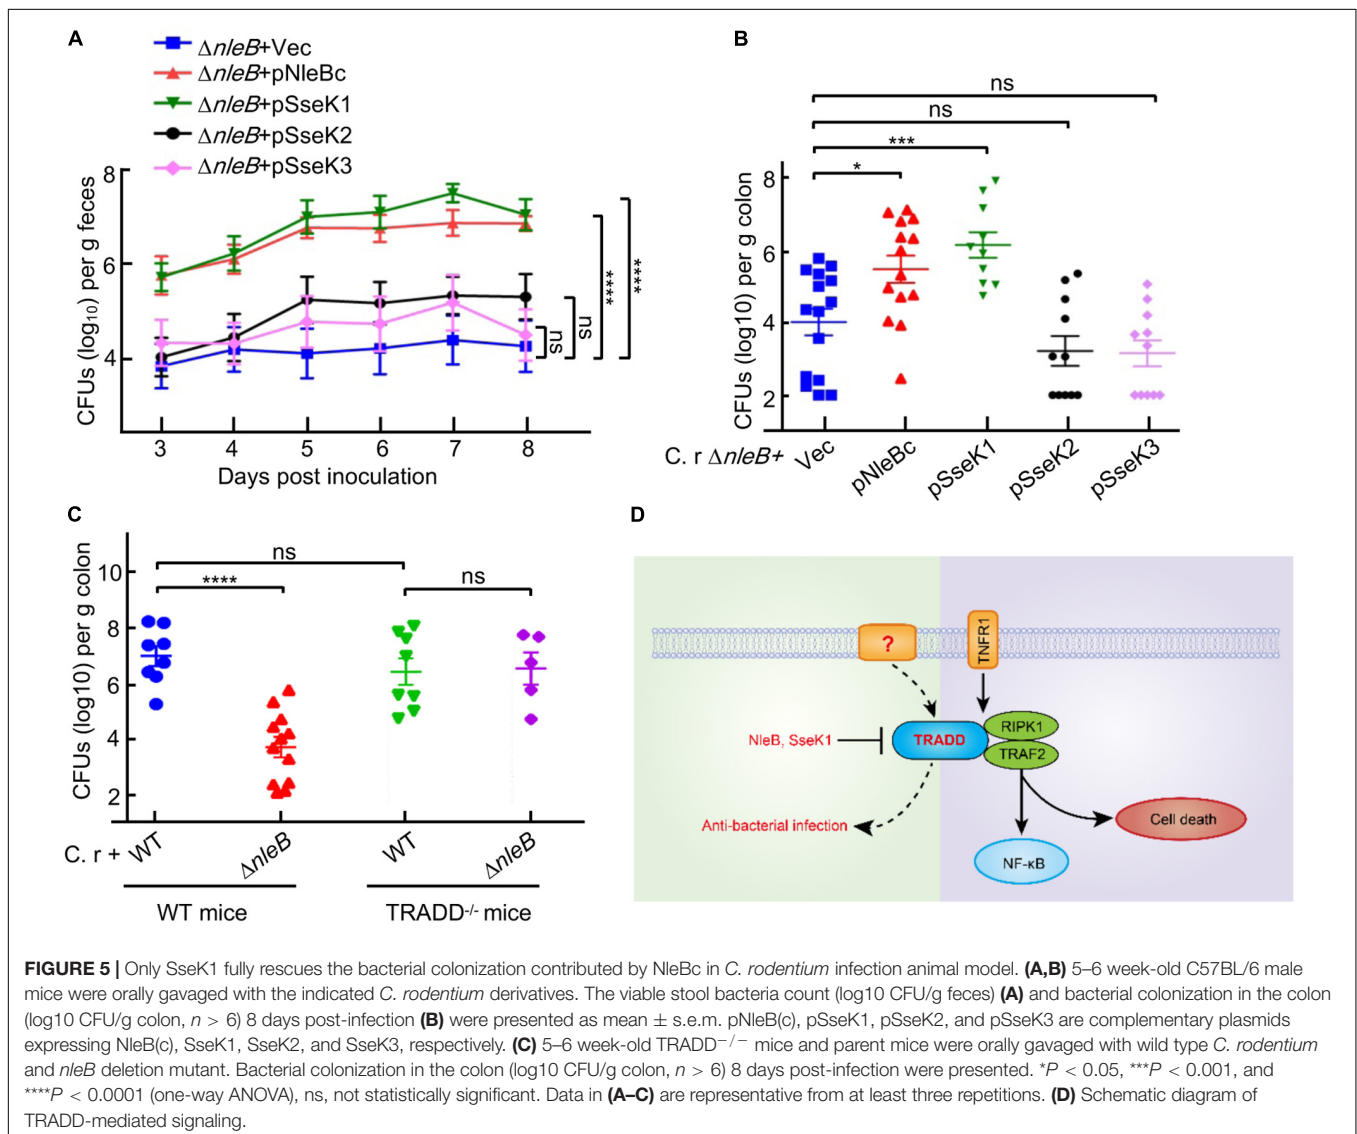 A
ΔnleB+Vec
ΔnleB+pNleBc
ΔnleB+pSseK1
ΔnleB+pSseK2
ΔnleB+pSseK3
CFUs (log10) per g feces
8
6
4
3 4 5 6 7 8
Days post inoculation
ns
ns
****
****
B
ns
ns
***
*
CFUs (log10) per g colon
8
6
4
2
C. r ΔnleB+
Vec
pNleBc
pSseK1
pSseK2
pSseK3
C
ns
****
ns
CFUs (log10) per g colon
10
8
6
4
2
C. r +
WT
ΔnleB
WT
ΔnleB
WT mice
TRADD-/- mice
D
?
TNFR1
NleB, SseK1
TRADD
RIPK1
TRAF2
Anti-bacterial infection
Cell death
NF-κB
FIGURE 5 | Only SseK1 fully rescues the bacterial colonization contributed by NleBc in C. rodentium infection animal model. (A,B) 5–6 week-old C57BL/6 male
mice were orally gavaged with the indicated C. rodentium derivatives. The viable stool bacteria count (log10 CFU/g feces) (A) and bacterial colonization in the colon
(log10 CFU/g colon, n > 6) 8 days post-infection (B) were presented as mean ± s.e.m. pNleB(c), pSseK1, pSseK2, and pSseK3 are complementary plasmids
expressing NleB(c), SseK1, SseK2, and SseK3, respectively. (C) 5–6 week-old TRADD−/− mice and parent mice were orally gavaged with wild type C. rodentium
and nleB deletion mutant. Bacterial colonization in the colon (log10 CFU/g colon, n > 6) 8 days post-infection were presented. *P < 0.05, ***P < 0.001, and
****P < 0.0001 (one-way ANOVA), ns, not statistically significant. Data in (A–C) are representative from at least three repetitions. (D) Schematic diagram of
TRADD-mediated signaling.